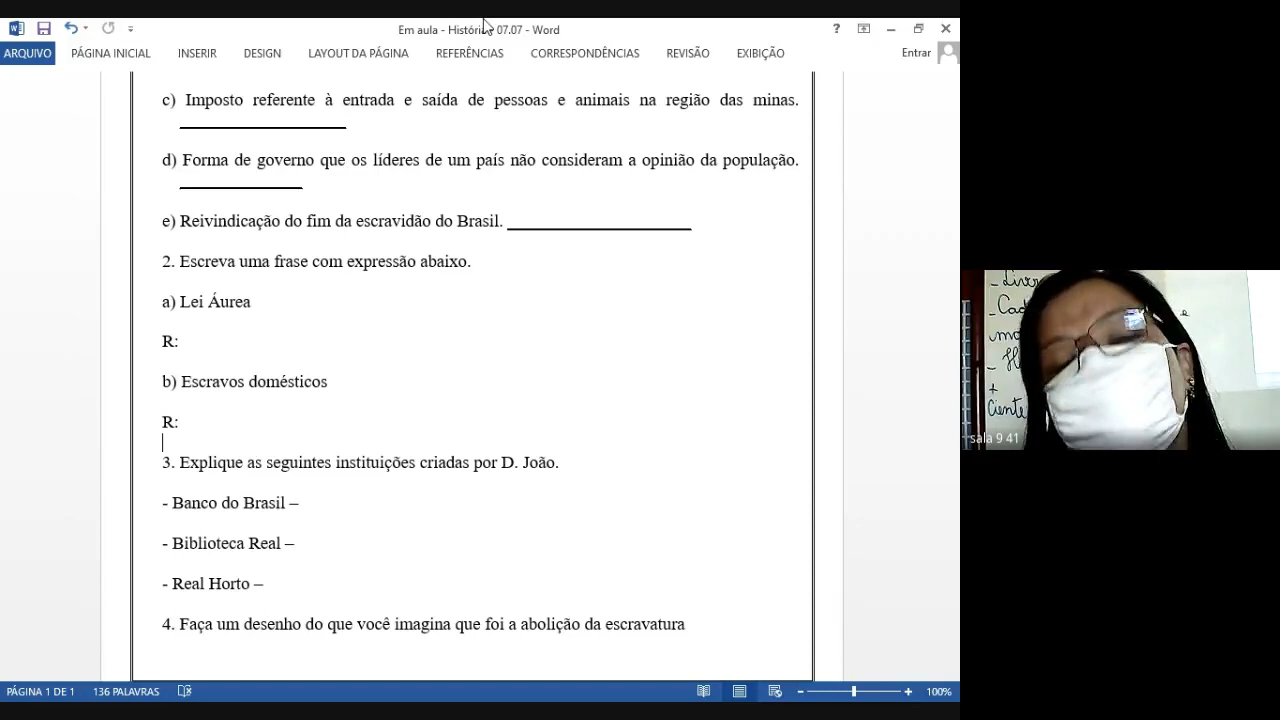 Em aula - História 07.07 - Word
ARQUIVO PÁGINA INICIAL INSERIR DESIGN LAYOUT DA PÁGINA REFERÊNCIAS CORRESPONDÊNCIAS REVISÃO EXIBIÇÃO Entrar
c) Imposto referente à entrada e saída de pessoas e animais na região das minas.
d) Forma de governo que os líderes de um país não consideram a opinião da população.
e) Reivindicação do fim da escravidão do Brasil.
2. Escreva uma frase com expressão abaixo.
a) Lei Áurea
R:
b) Escravos domésticos
R:
3. Explique as seguintes instituições criadas por D. João.
- Banco do Brasil –
- Biblioteca Real –
- Real Horto –
4. Faça um desenho do que você imagina que foi a abolição da escravatura
PÁGINA 1 DE 1 136 PALAVRAS 100%
sala 9 41